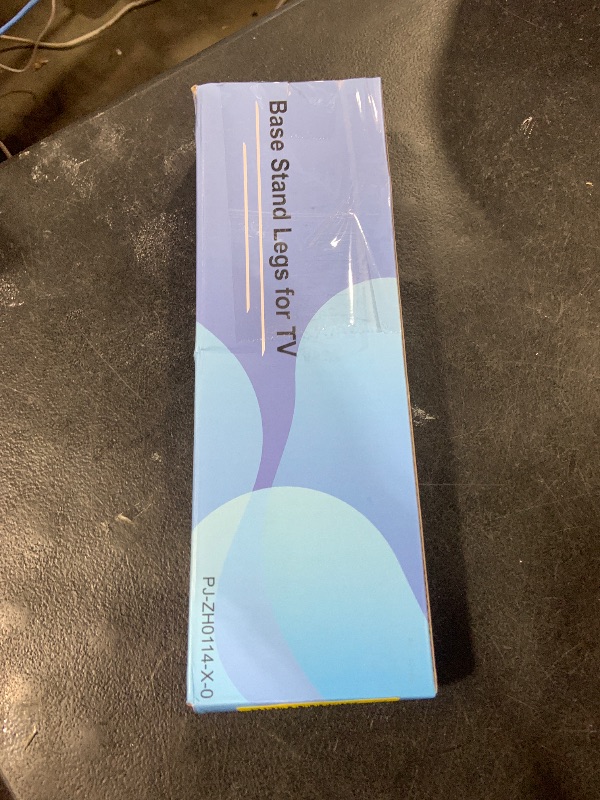 Base Stand Legs for TV
PJ-ZH0114-X-0